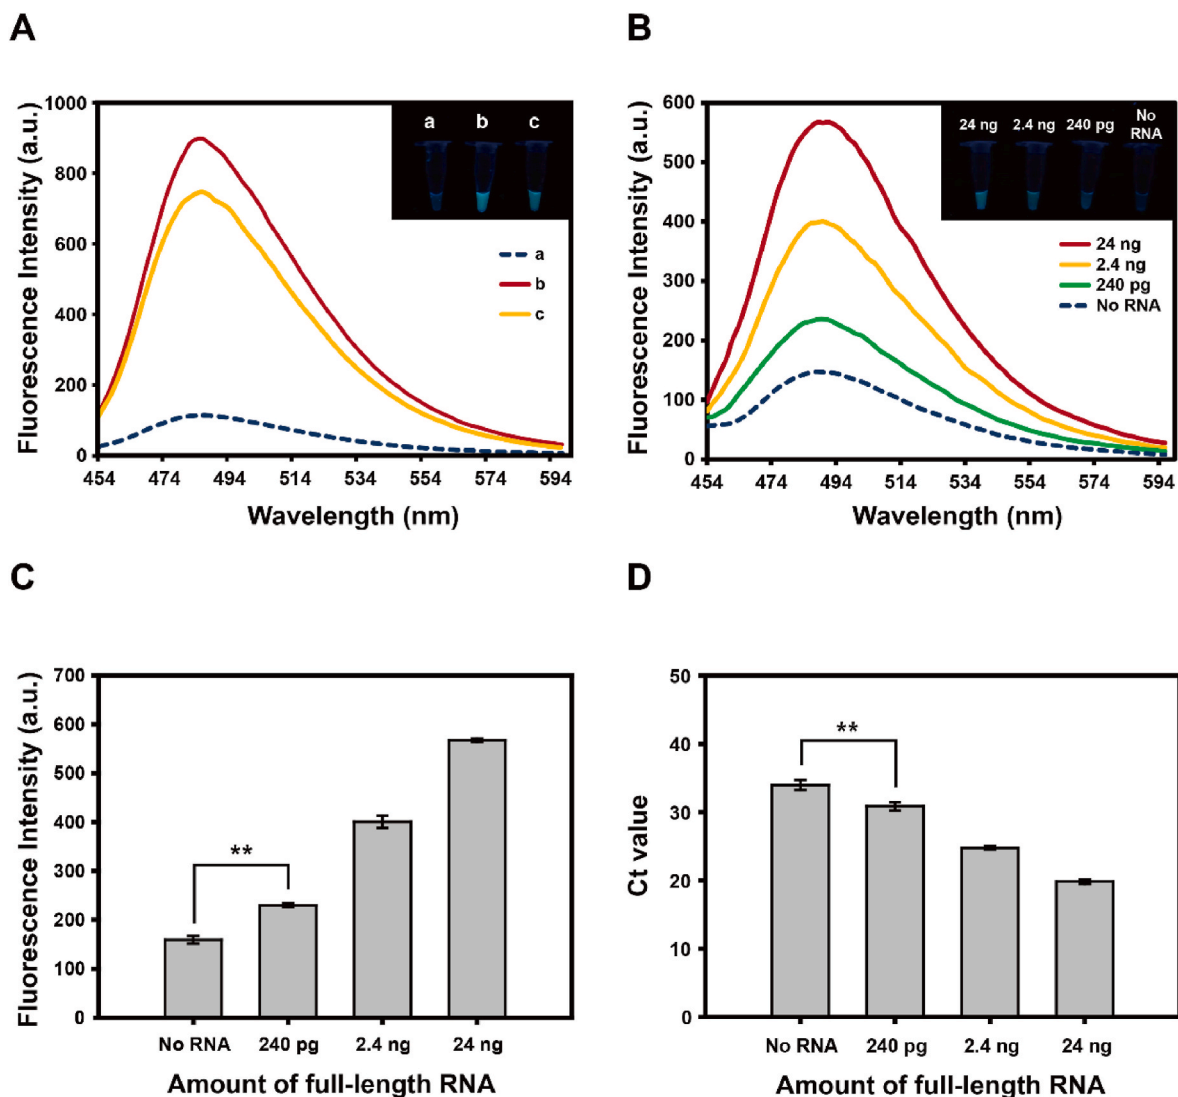 A
Fluorescence Intensity (a.u.)
1000
800
600
400
200
0
454
474
494
514
534
554
574
594
Wavelength (nm)
a
b
c
a
b
c
B
Fluorescence Intensity (a.u.)
600
500
400
300
200
100
0
454
474
494
514
534
554
574
594
Wavelength (nm)
24 ng
2.4 ng
240 pg
No
RNA
24 ng
2.4 ng
240 pg
No RNA
C
Fluorescence Intensity (a.u.)
700
600
500
400
300
200
100
0
**
No RNA
240 pg
2.4 ng
24 ng
Amount of full-length RNA
D
Ct value
50
40
30
20
10
0
**
No RNA
240 pg
2.4 ng
24 ng
Amount of full-length RNA